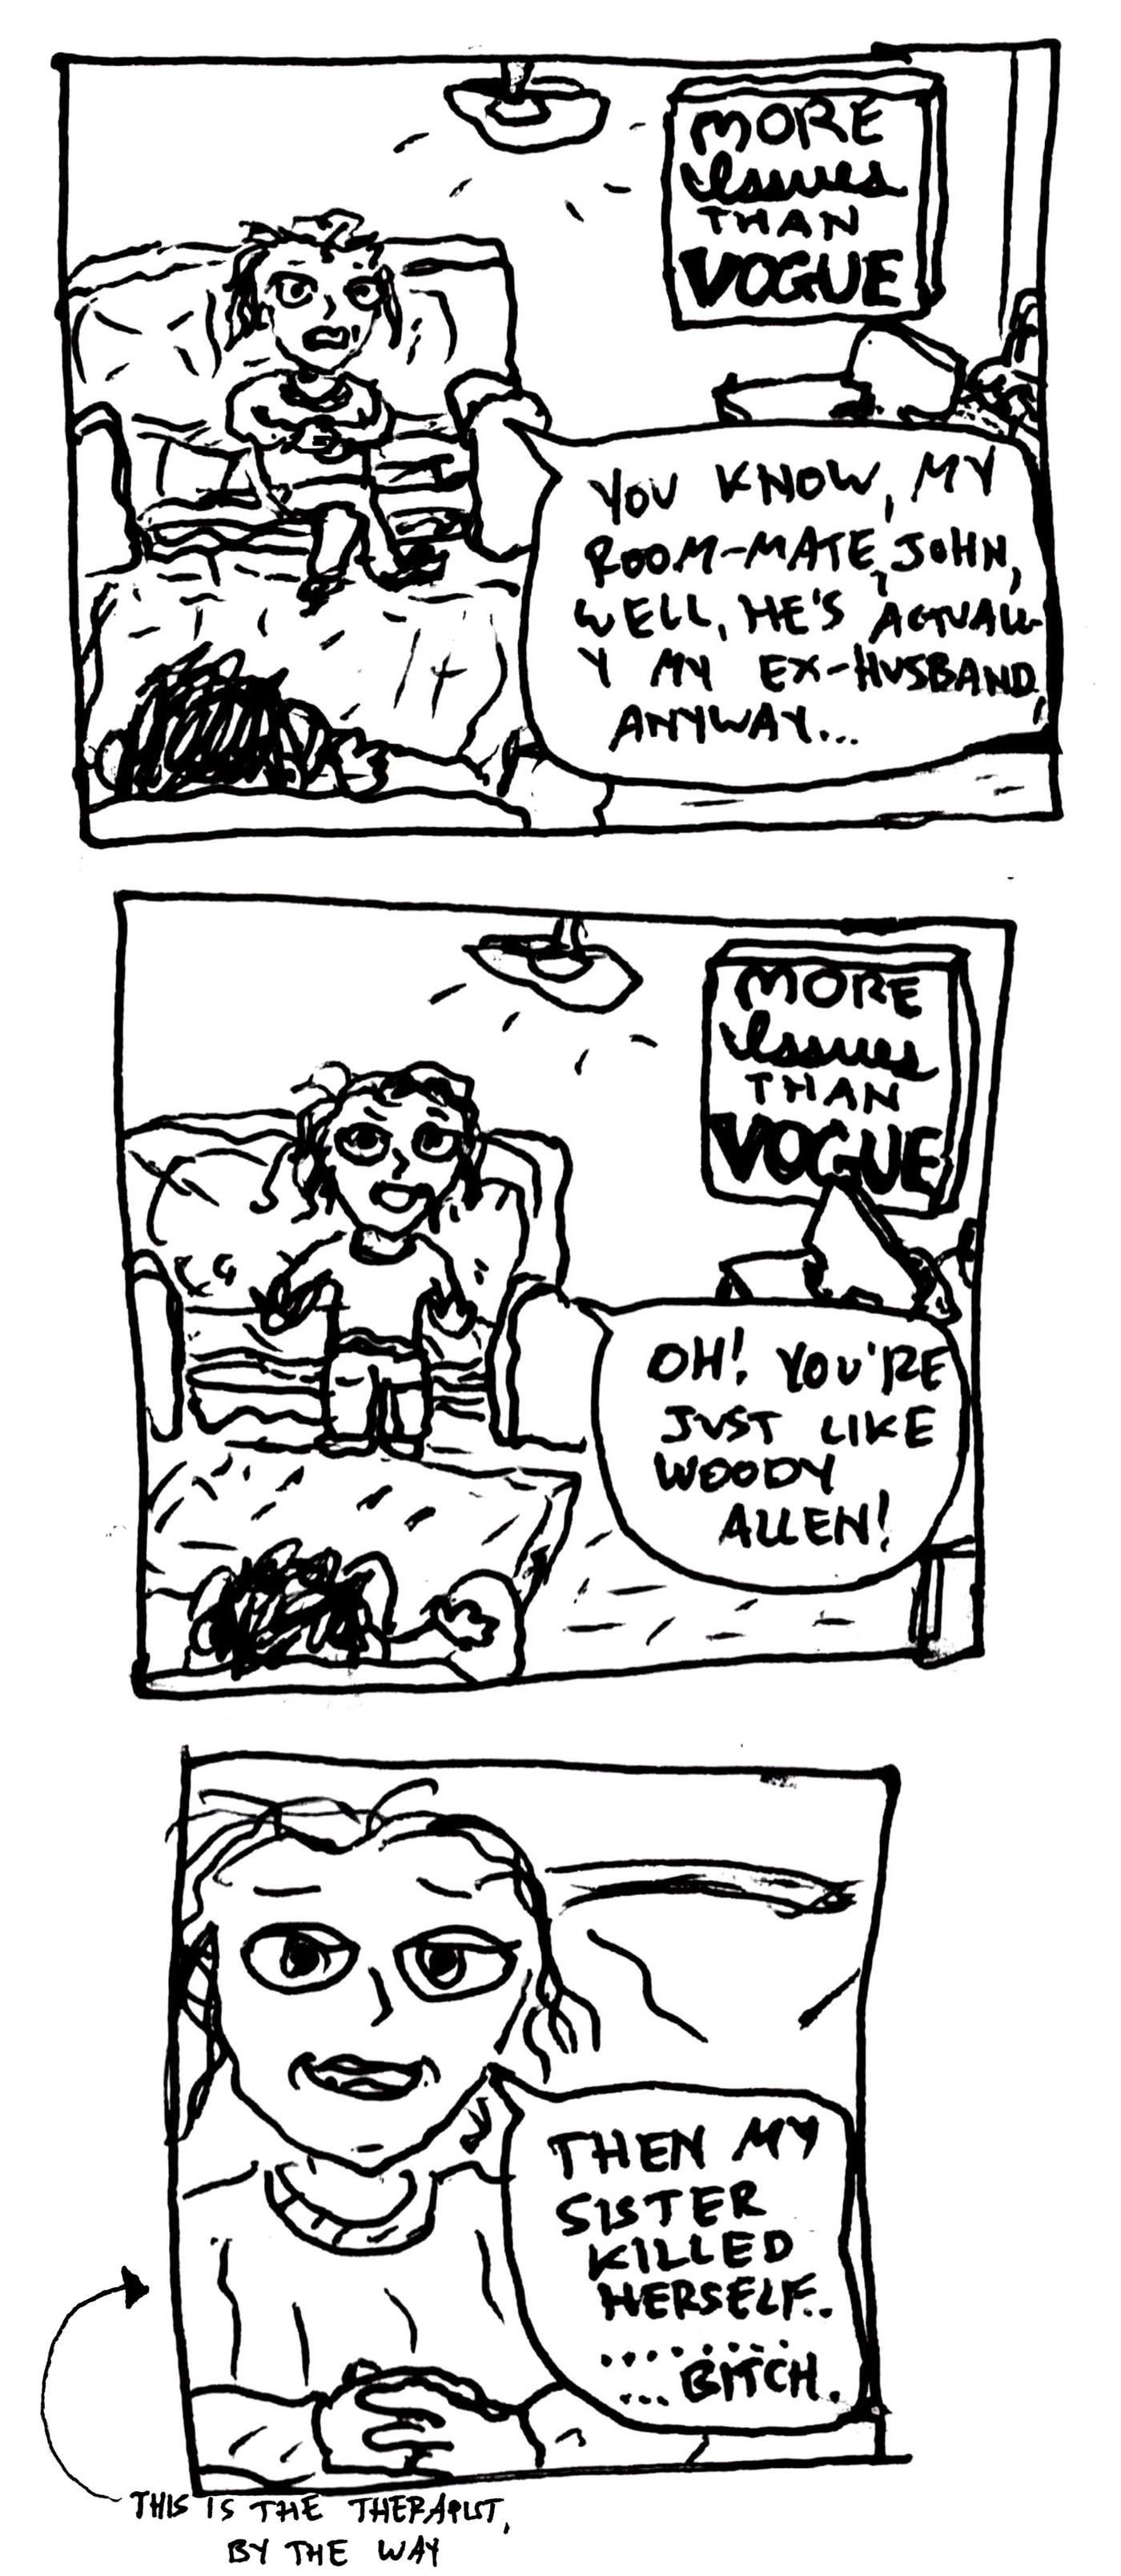 MORE
Issues
THAN
VOGUE
YOU KNOW, MY
ROOM-MATE, JOHN,
WELL, HE'S ACTUALL-
Y MY EX-HUSBAND,
ANYWAY...
MORE
Issues
THAN
VOGUE
OH! YOU'RE
JUST LIKE
WOODY
ALLEN!
THEN MY
SISTER
KILLED
HERSELF..
.........
... BITCH.
THIS IS THE THERAPIST,
BY THE WAY